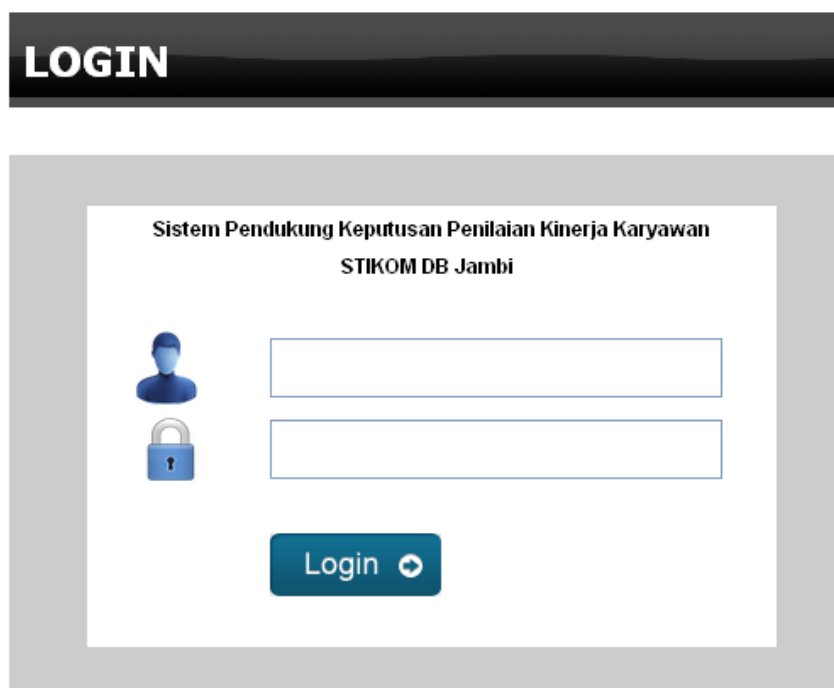 LOGIN
Sistem Pendukung Keputusan Penilaian Kinerja Karyawan
STIKOM DB Jambi
Login